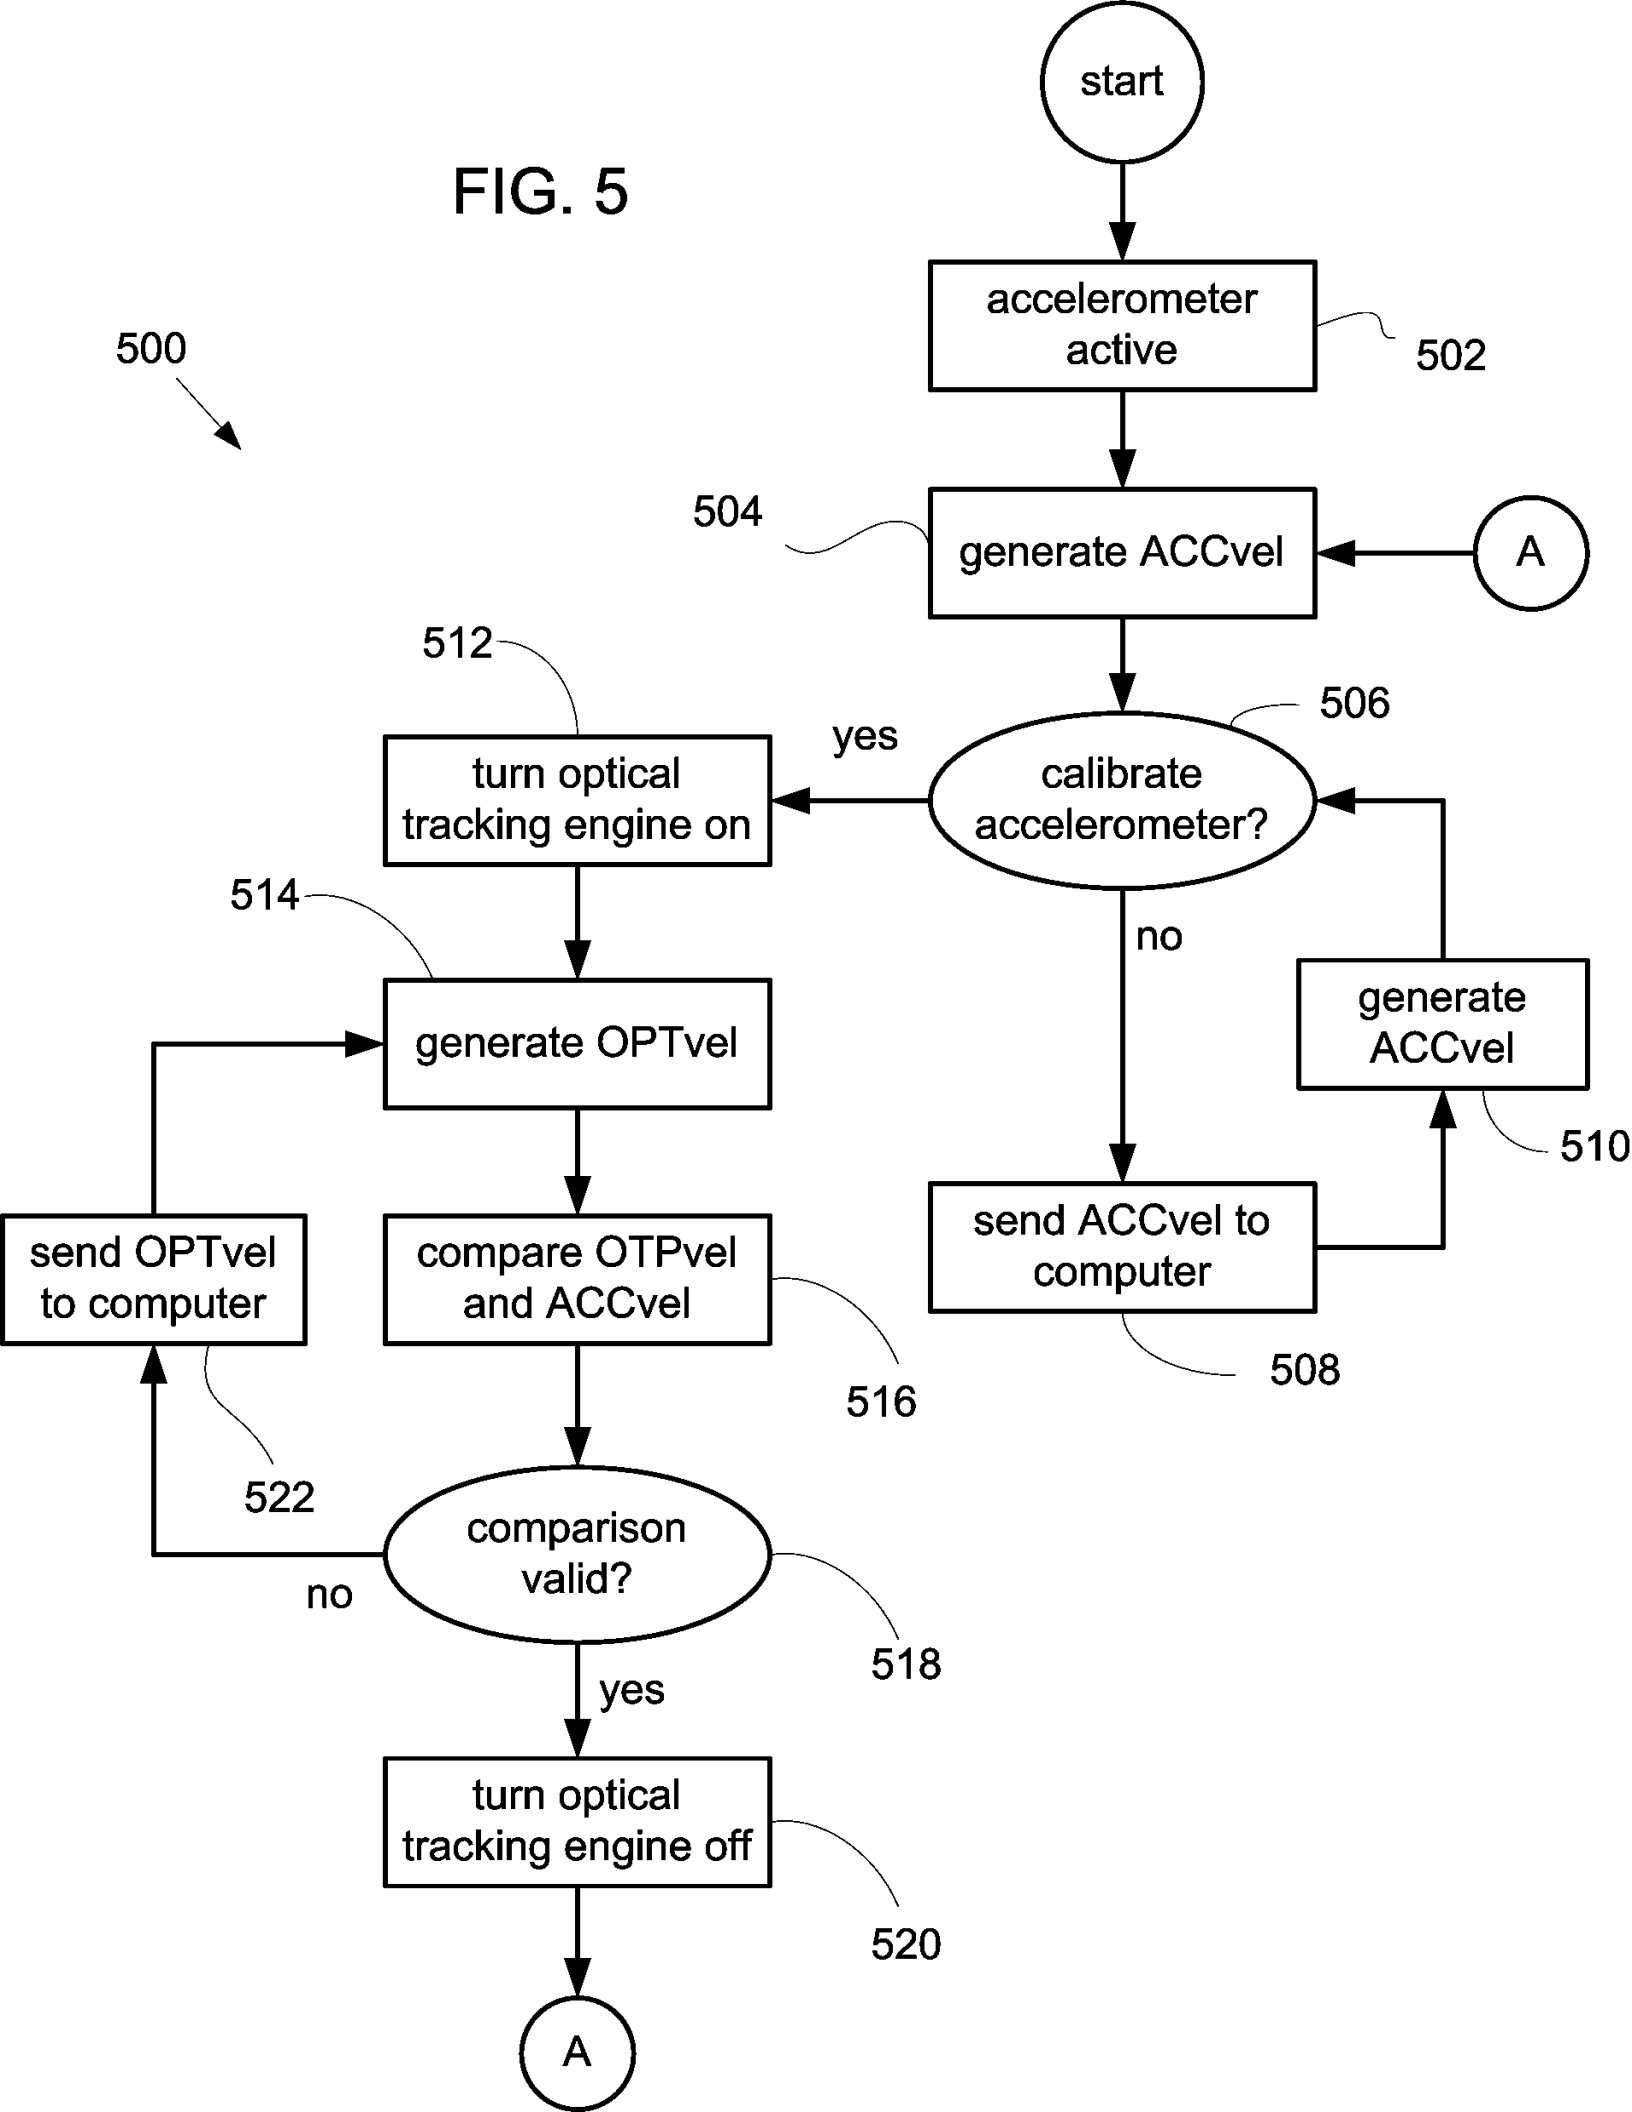 start
FIG. 5
accelerometer
active
500
502
504
generate ACCvel
A
512
506
yes
turn optical
tracking engine on
calibrate
accelerometer?
514
no
generate
ACCvel
generate OPTvel
510
send OPTvel
to computer
compare OTPvel
and ACCvel
send ACCvel to
computer
508
516
522
comparison
valid?
no
518
yes
turn optical
tracking engine off
520
A